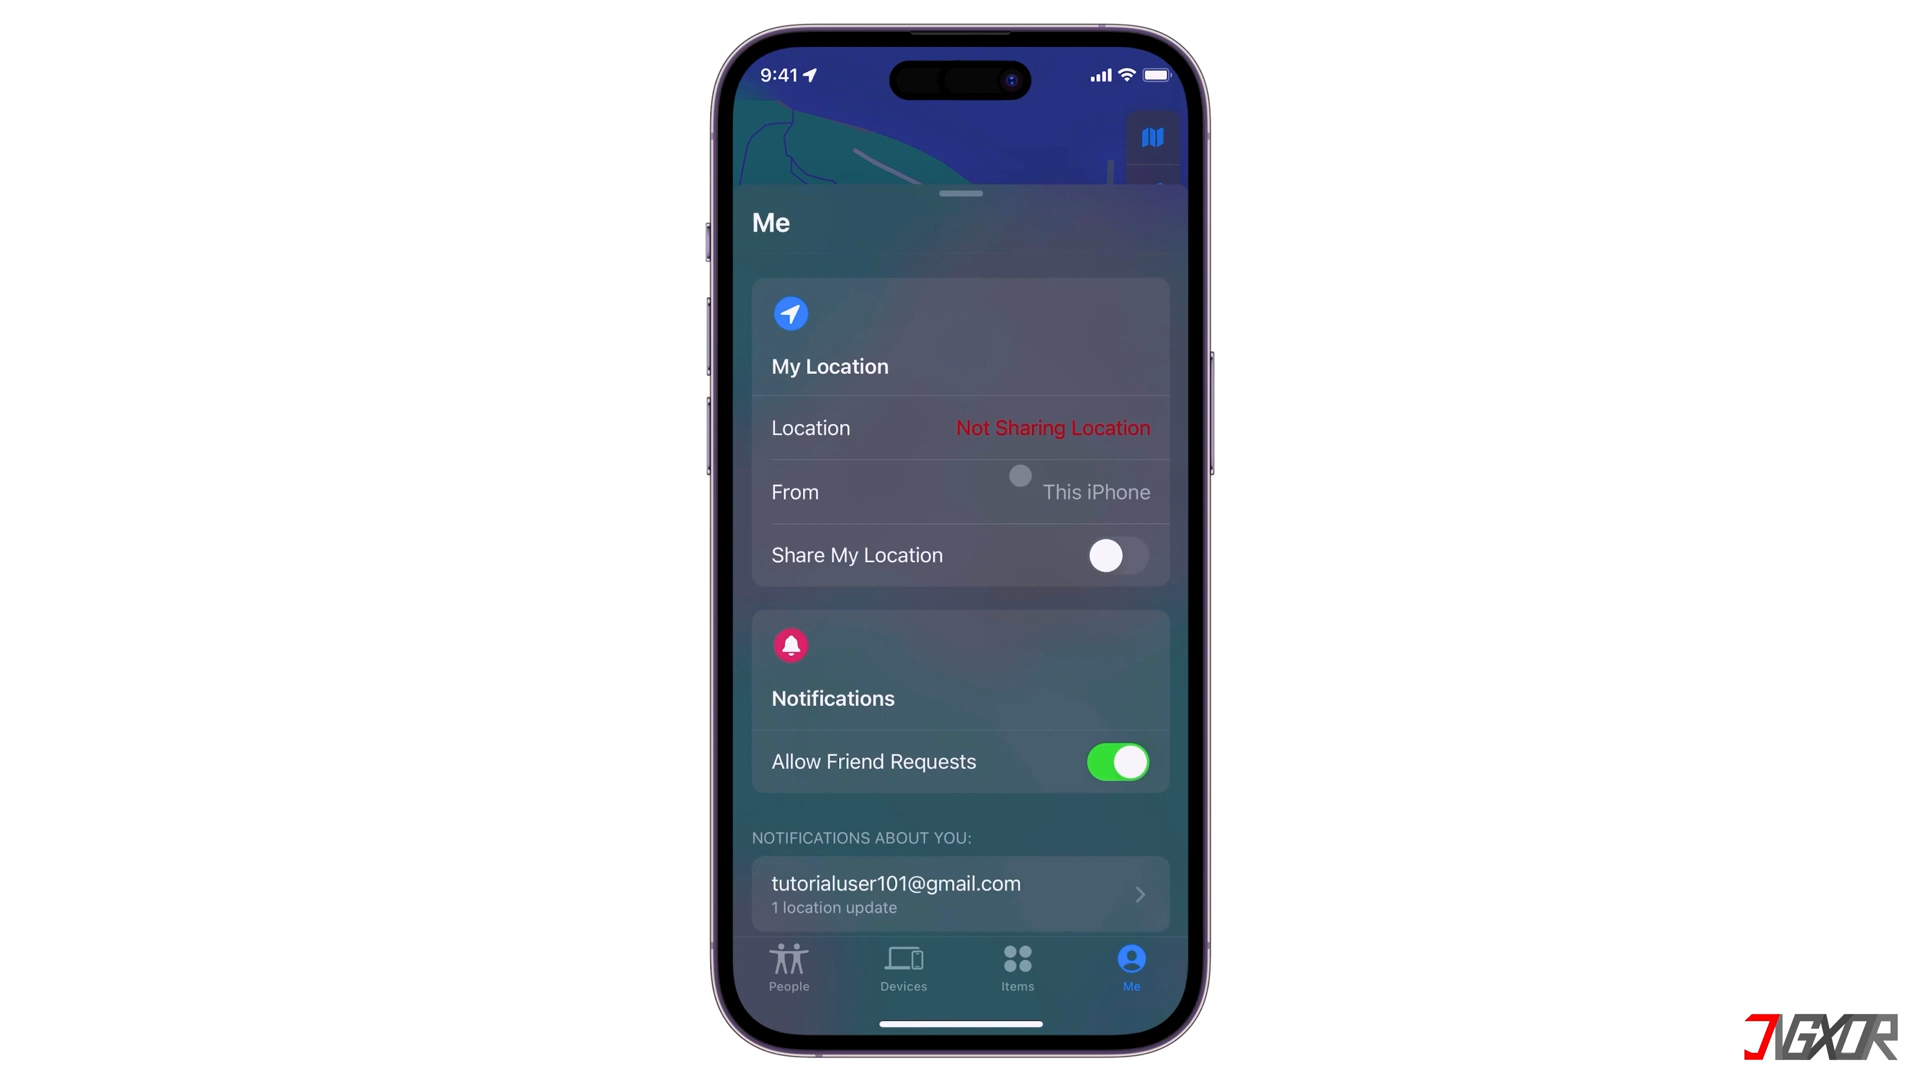 9:41
Me
My Location
Location Not Sharing Location
From This iPhone
Share My Location
Notifications
Allow Friend Requests
NOTIFICATIONS ABOUT YOU:
tutorialuser101@gmail.com
1 location update
People Devices Items Me
JNGXOR